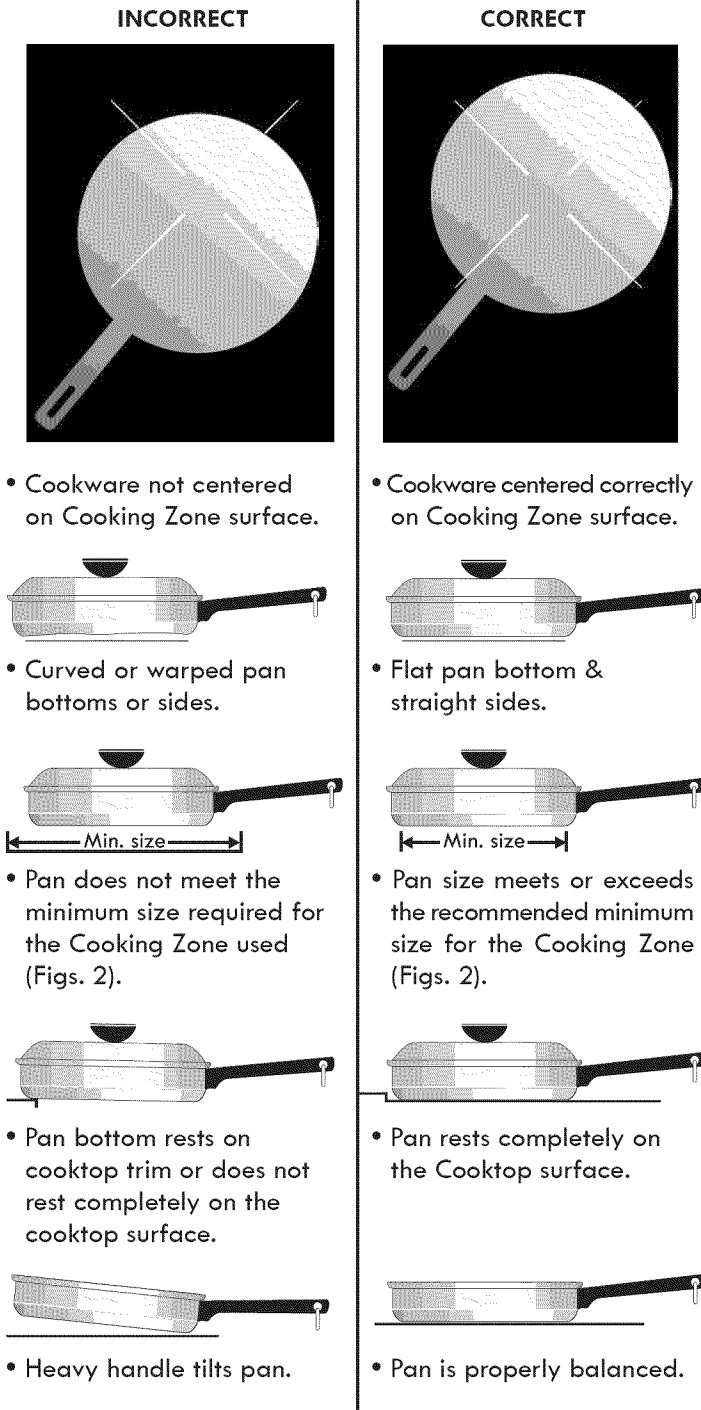 INCORRECT
• Cookware not centered
on Cooking Zone surface.
• Curved or warped pan
bottoms or sides.
Min. size
• Pan does not meet the
minimum size required for
the Cooking Zone used
(Figs. 2).
• Pan bottom rests on
cooktop trim or does not
rest completely on the
cooktop surface.
• Heavy handle tilts pan.
CORRECT
• Cookware centered correctly
on Cooking Zone surface.
• Flat pan bottom &
straight sides.
Min. size
• Pan size meets or exceeds
the recommended minimum
size for the Cooking Zone
(Figs. 2).
• Pan rests completely on
the Cooktop surface.
• Pan is properly balanced.